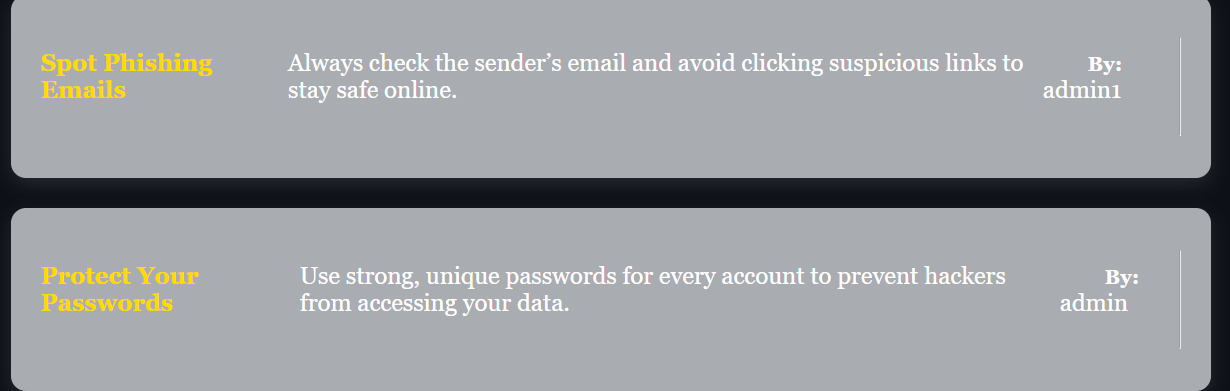 Spot Phishing
Emails
Always check the sender’s email and avoid clicking suspicious links to
stay safe online.
By:
admin1
Protect Your
Passwords
Use strong, unique passwords for every account to prevent hackers
from accessing your data.
By:
admin